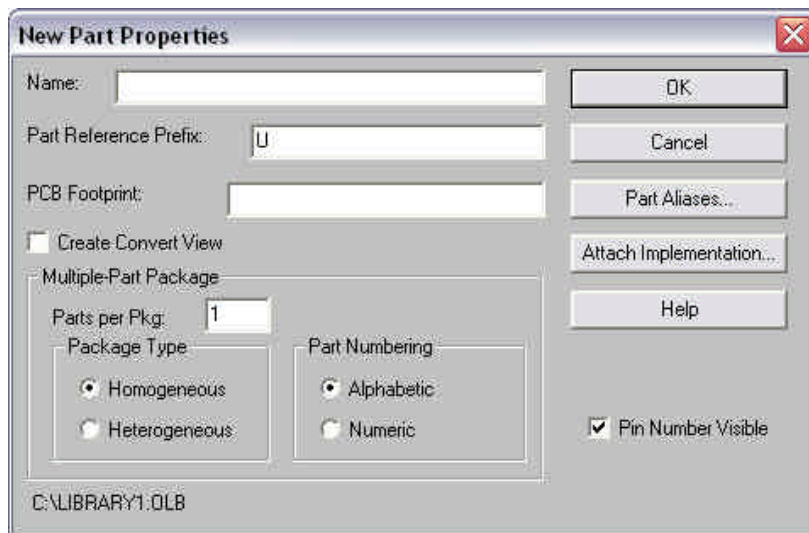 New Part Properties
Name:
OK
Part Reference Prefix:
U
Cancel
PCB Footprint:
Part Aliases...
Create Convert View
Attach Implementation...
Multiple-Part Package
Parts per Pkg:
1
Help
Package Type
Part Numbering
Homogeneous
Alphabetic
Heterogeneous
Numeric
Pin Number Visible
C:\LIBRARY1.OLB